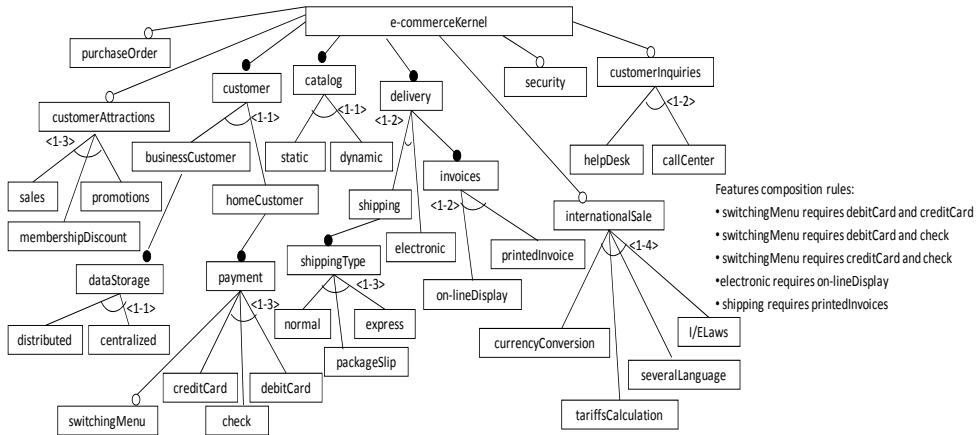 e-commerceKernel
purchaseOrder
customer
catalog
delivery
security
customerInquiries
customerAttractions
<1-1>
<1-1>
<1-2>
<1-2>
<1-3>
businessCustomer
static
dynamic
helpDesk
callCenter
invoices
sales
promotions
homeCustomer
shipping
<1-2>
internationalSale
membershipDiscount
electronic
printedInvoice
<1-4>
dataStorage
payment
shippingType
on-lineDisplay
<1-1>
<1-3>
<1-3>
distributed
centralized
normal
express
currencyConversion
I/ELaws
packageSlip
severalLanguage
creditCard
debitCard
switchingMenu
check
tariffsCalculation
Features composition rules:
• switchingMenu requires debitCard and creditCard
• switchingMenu requires debitCard and check
• switchingMenu requires creditCard and check
•electronic requires on-lineDisplay
• shipping requires printedInvoices